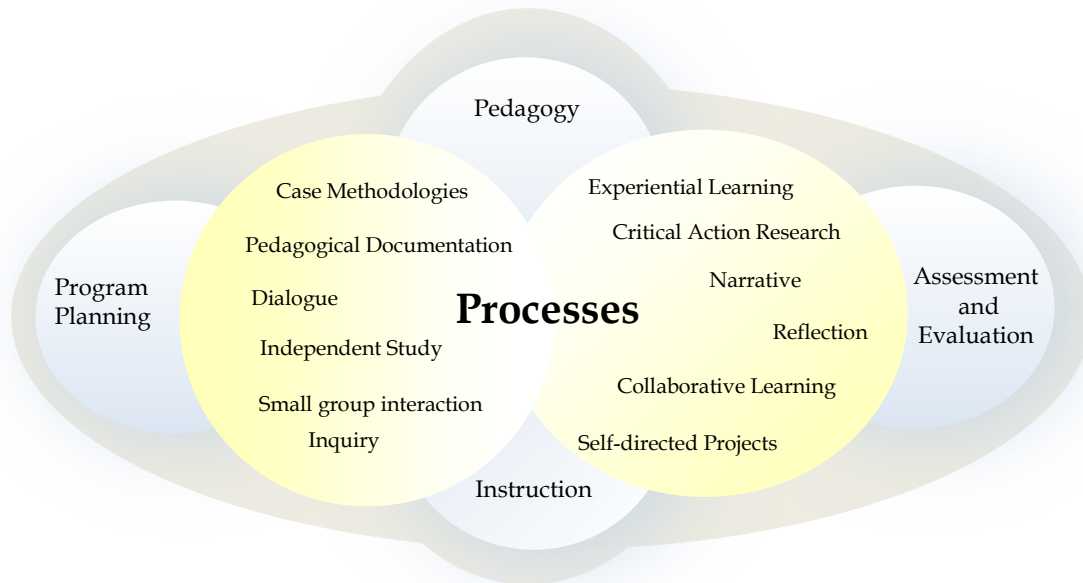 Pedagogy
Case Methodologies
Experiential Learning
Pedagogical Documentation
Critical Action Research
Program
Planning
Dialogue
Processes
Narrative
Assessment
and
Evaluation
Independent Study
Reflection
Small group interaction
Collaborative Learning
Inquiry
Self-directed Projects
Instruction